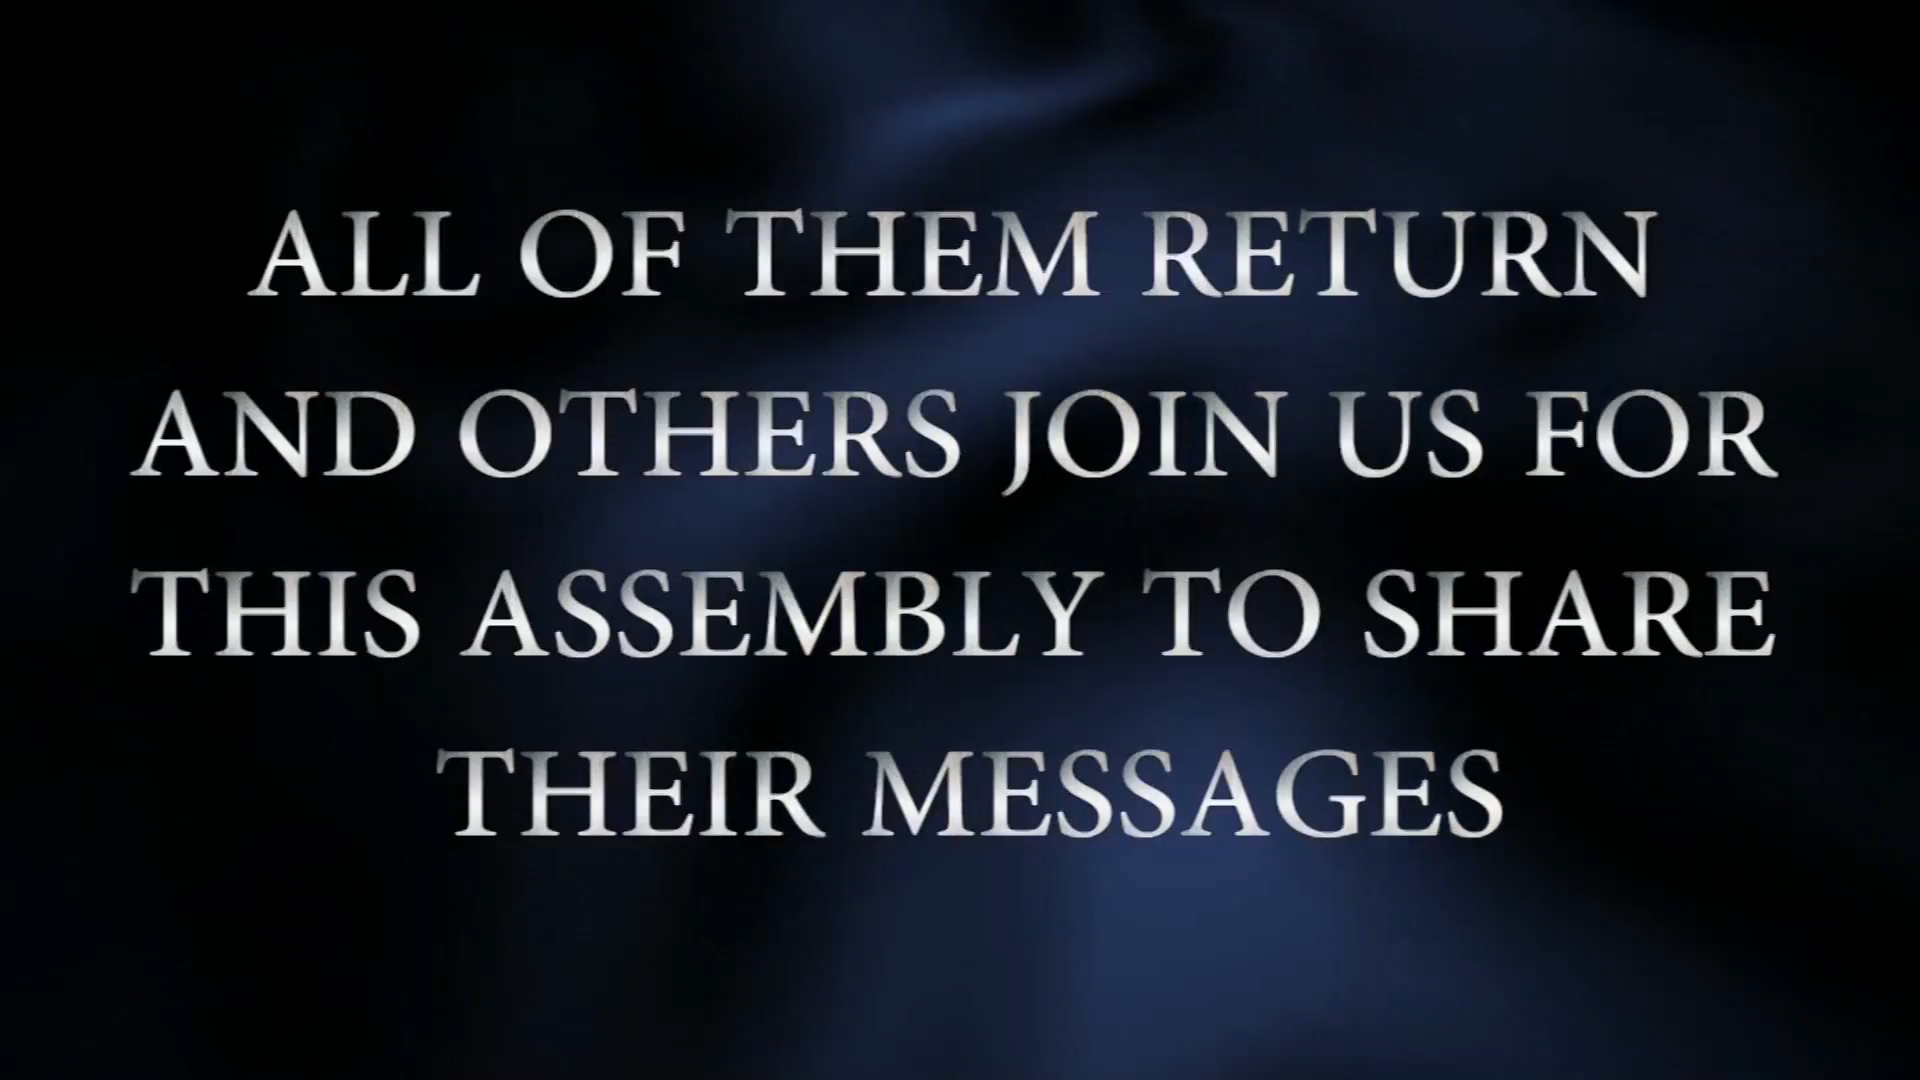 ALL OF THEM RETURN
AND OTHERS JOIN US FOR
THIS ASSEMBLY TO SHARE
THEIR MESSAGES